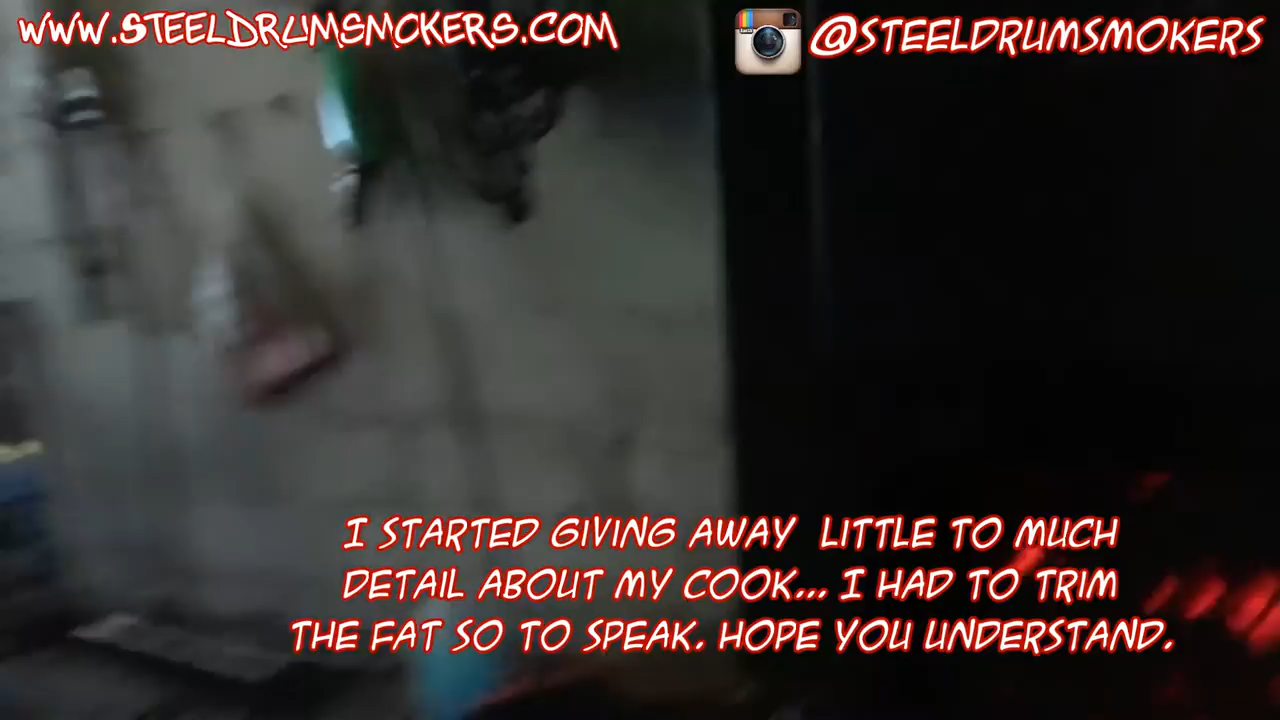 WWW.STEELDRUMSMOKERS.COM
@STEELDRUMSMOKERS
I STARTED GIVING AWAY LITTLE TO MUCH
DETAIL ABOUT MY COOK... I HAD TO TRIM
THE FAT SO TO SPEAK. HOPE YOU UNDERSTAND.